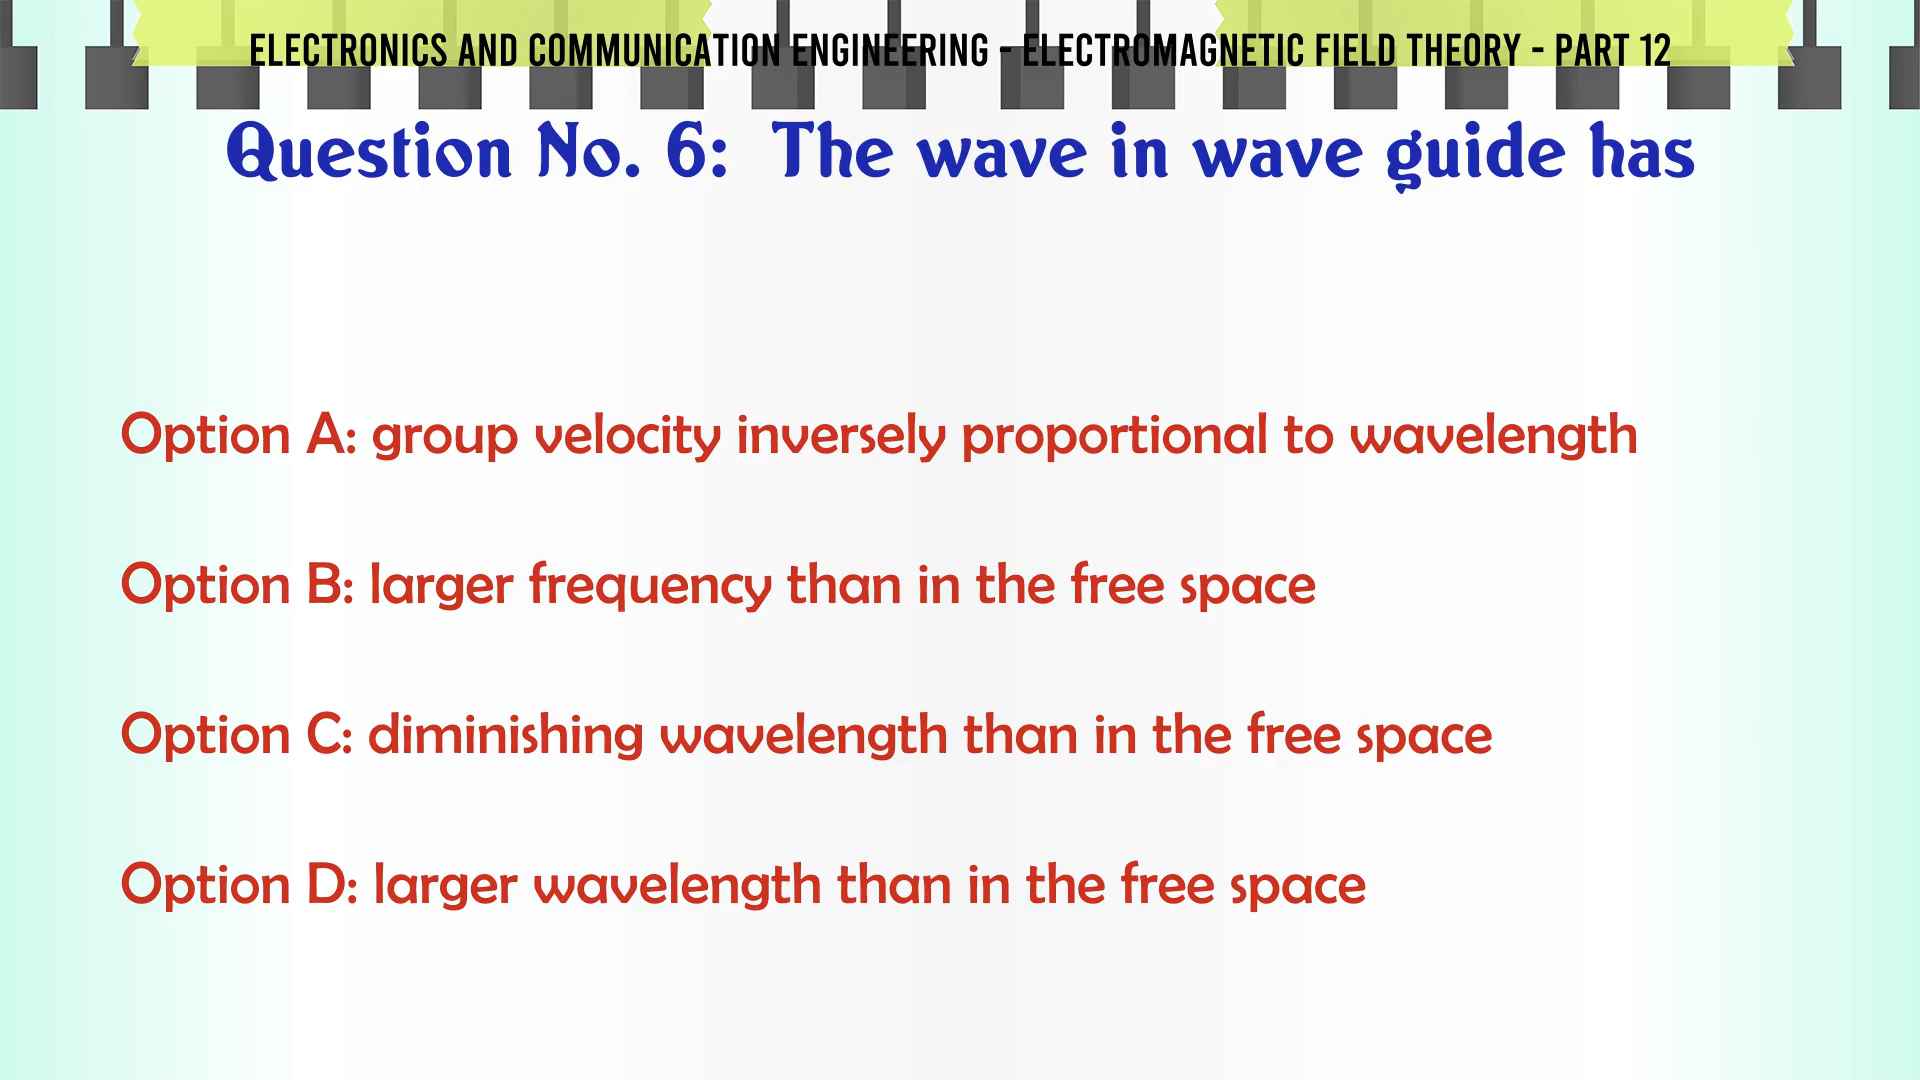 ELECTRONICS AND COMMUNICATION ENGINEERING - ELECTROMAGNETIC FIELD THEORY - PART 12
Question No. 6: The wave in wave guide has
Option A: group velocity inversely proportional to wavelength
Option B: larger frequency than in the free space
Option C: diminishing wavelength than in the free space
Option D: larger wavelength than in the free space